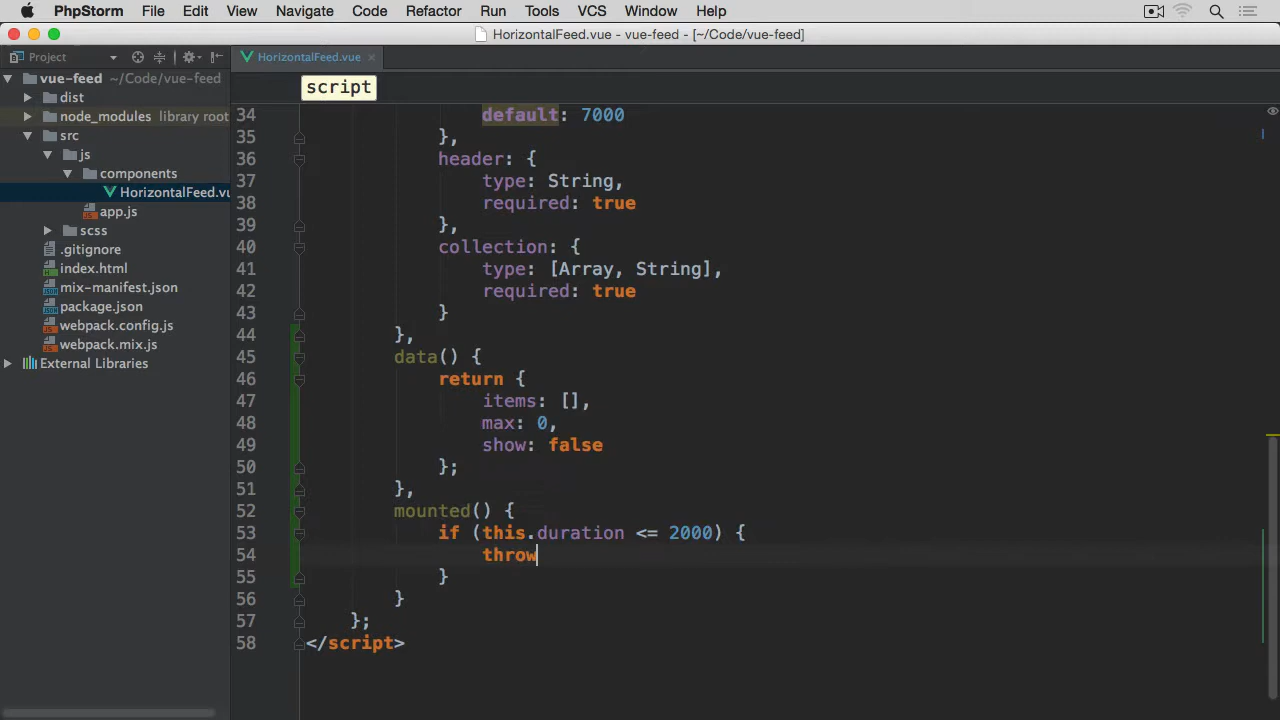 PhpStorm File Edit View Navigate Code Refactor Run Tools VCS Window Help
HorizontalFeed.vue - vue-feed - [~/Code/vue-feed]
Project
HorizontalFeed.vue
vue-feed ~/Code/vue-feed
dist
node_modules library root
src
js
components
HorizontalFeed.vu
app.js
scss
.gitignore
index.html
mix-manifest.json
package.json
webpack.config.js
webpack.mix.js
External Libraries
script
34 default: 7000
35 },
36 header: {
37 type: String,
38 required: true
39 },
40 collection: {
41 type: [Array, String],
42 required: true
43 }
44 },
45 data() {
46 return {
47 items: [],
48 max: 0,
49 show: false
50 };
51 },
52 mounted() {
53 if (this.duration <= 2000) {
54 throw
55 }
56 }
57 };
58 </script>